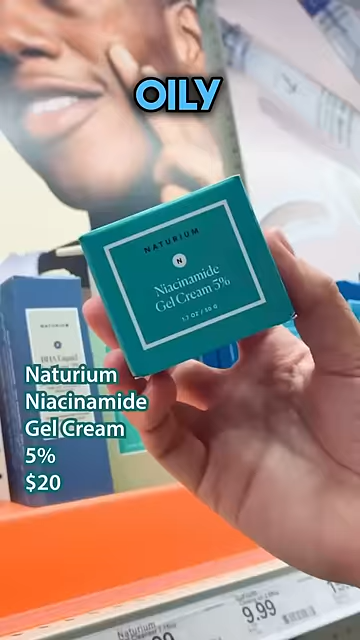 OILY
NATURIUM
N
Niacinamide
Gel Cream 5%
1.7 OZ / 50 G
NATURIUM
BHA Liquid
Naturium
Niacinamide
Gel Cream
5%
$20
Naturium
9.99